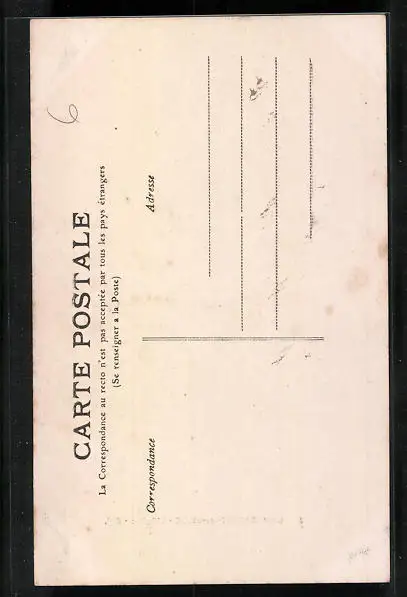 CARTE POSTALE
La Correspondance au recto n'est pas acceptée par tous les pays étrangers
(Se renseigner a la Poste)
Correspondance
Adresse
6